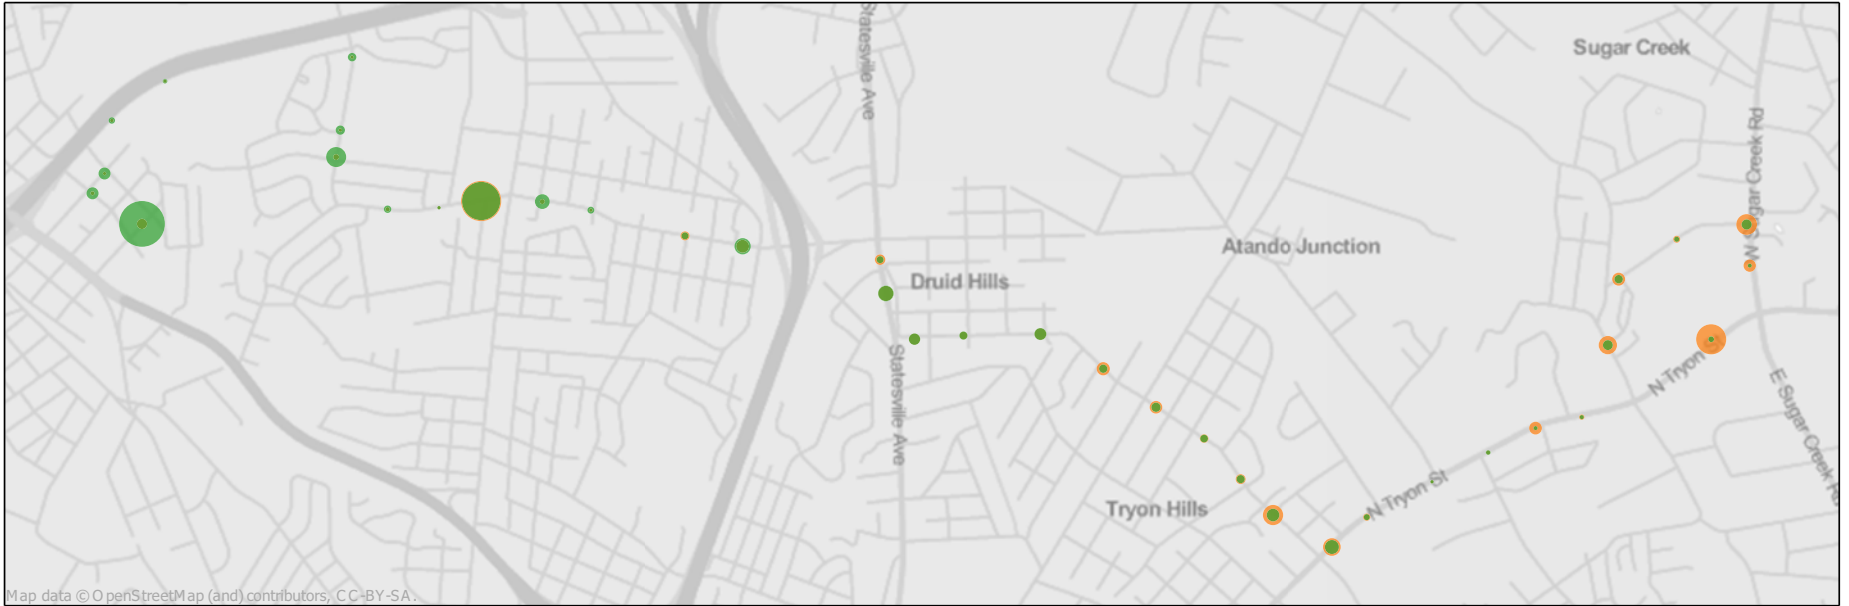 Statesville Ave
Sugar Creek
W Sugar Creek Rd
Atando Junction
Druid Hills
Statesville Ave
N Tryon
E Sugar Creek Rd
N Tryon St
Tryon Hills
Map data © OpenStreetMap (and) contributors, CC-BY-SA.